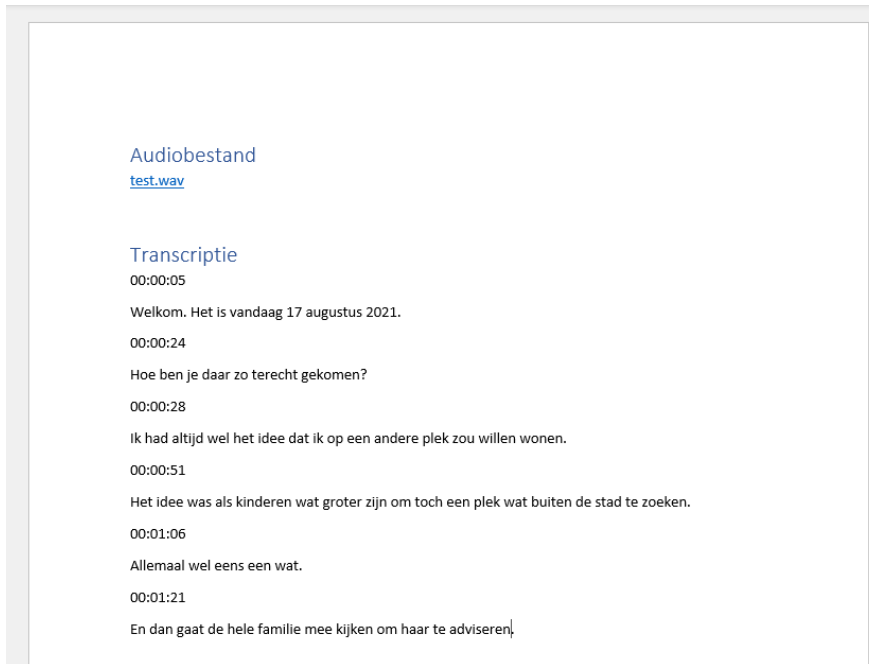 Audiobestand
test.wav
Transcriptie
00:00:05
Welkom. Het is vandaag 17 augustus 2021.
00:00:24
Hoe ben je daar zo terecht gekomen?
00:00:28
Ik had altijd wel het idee dat ik op een andere plek zou willen wonen.
00:00:51
Het idee was als kinderen wat groter zijn om toch een plek wat buiten de stad te zoeken.
00:01:06
Allemaal wel eens een wat.
00:01:21
En dan gaat de hele familie mee kijken om haar te adviseren.